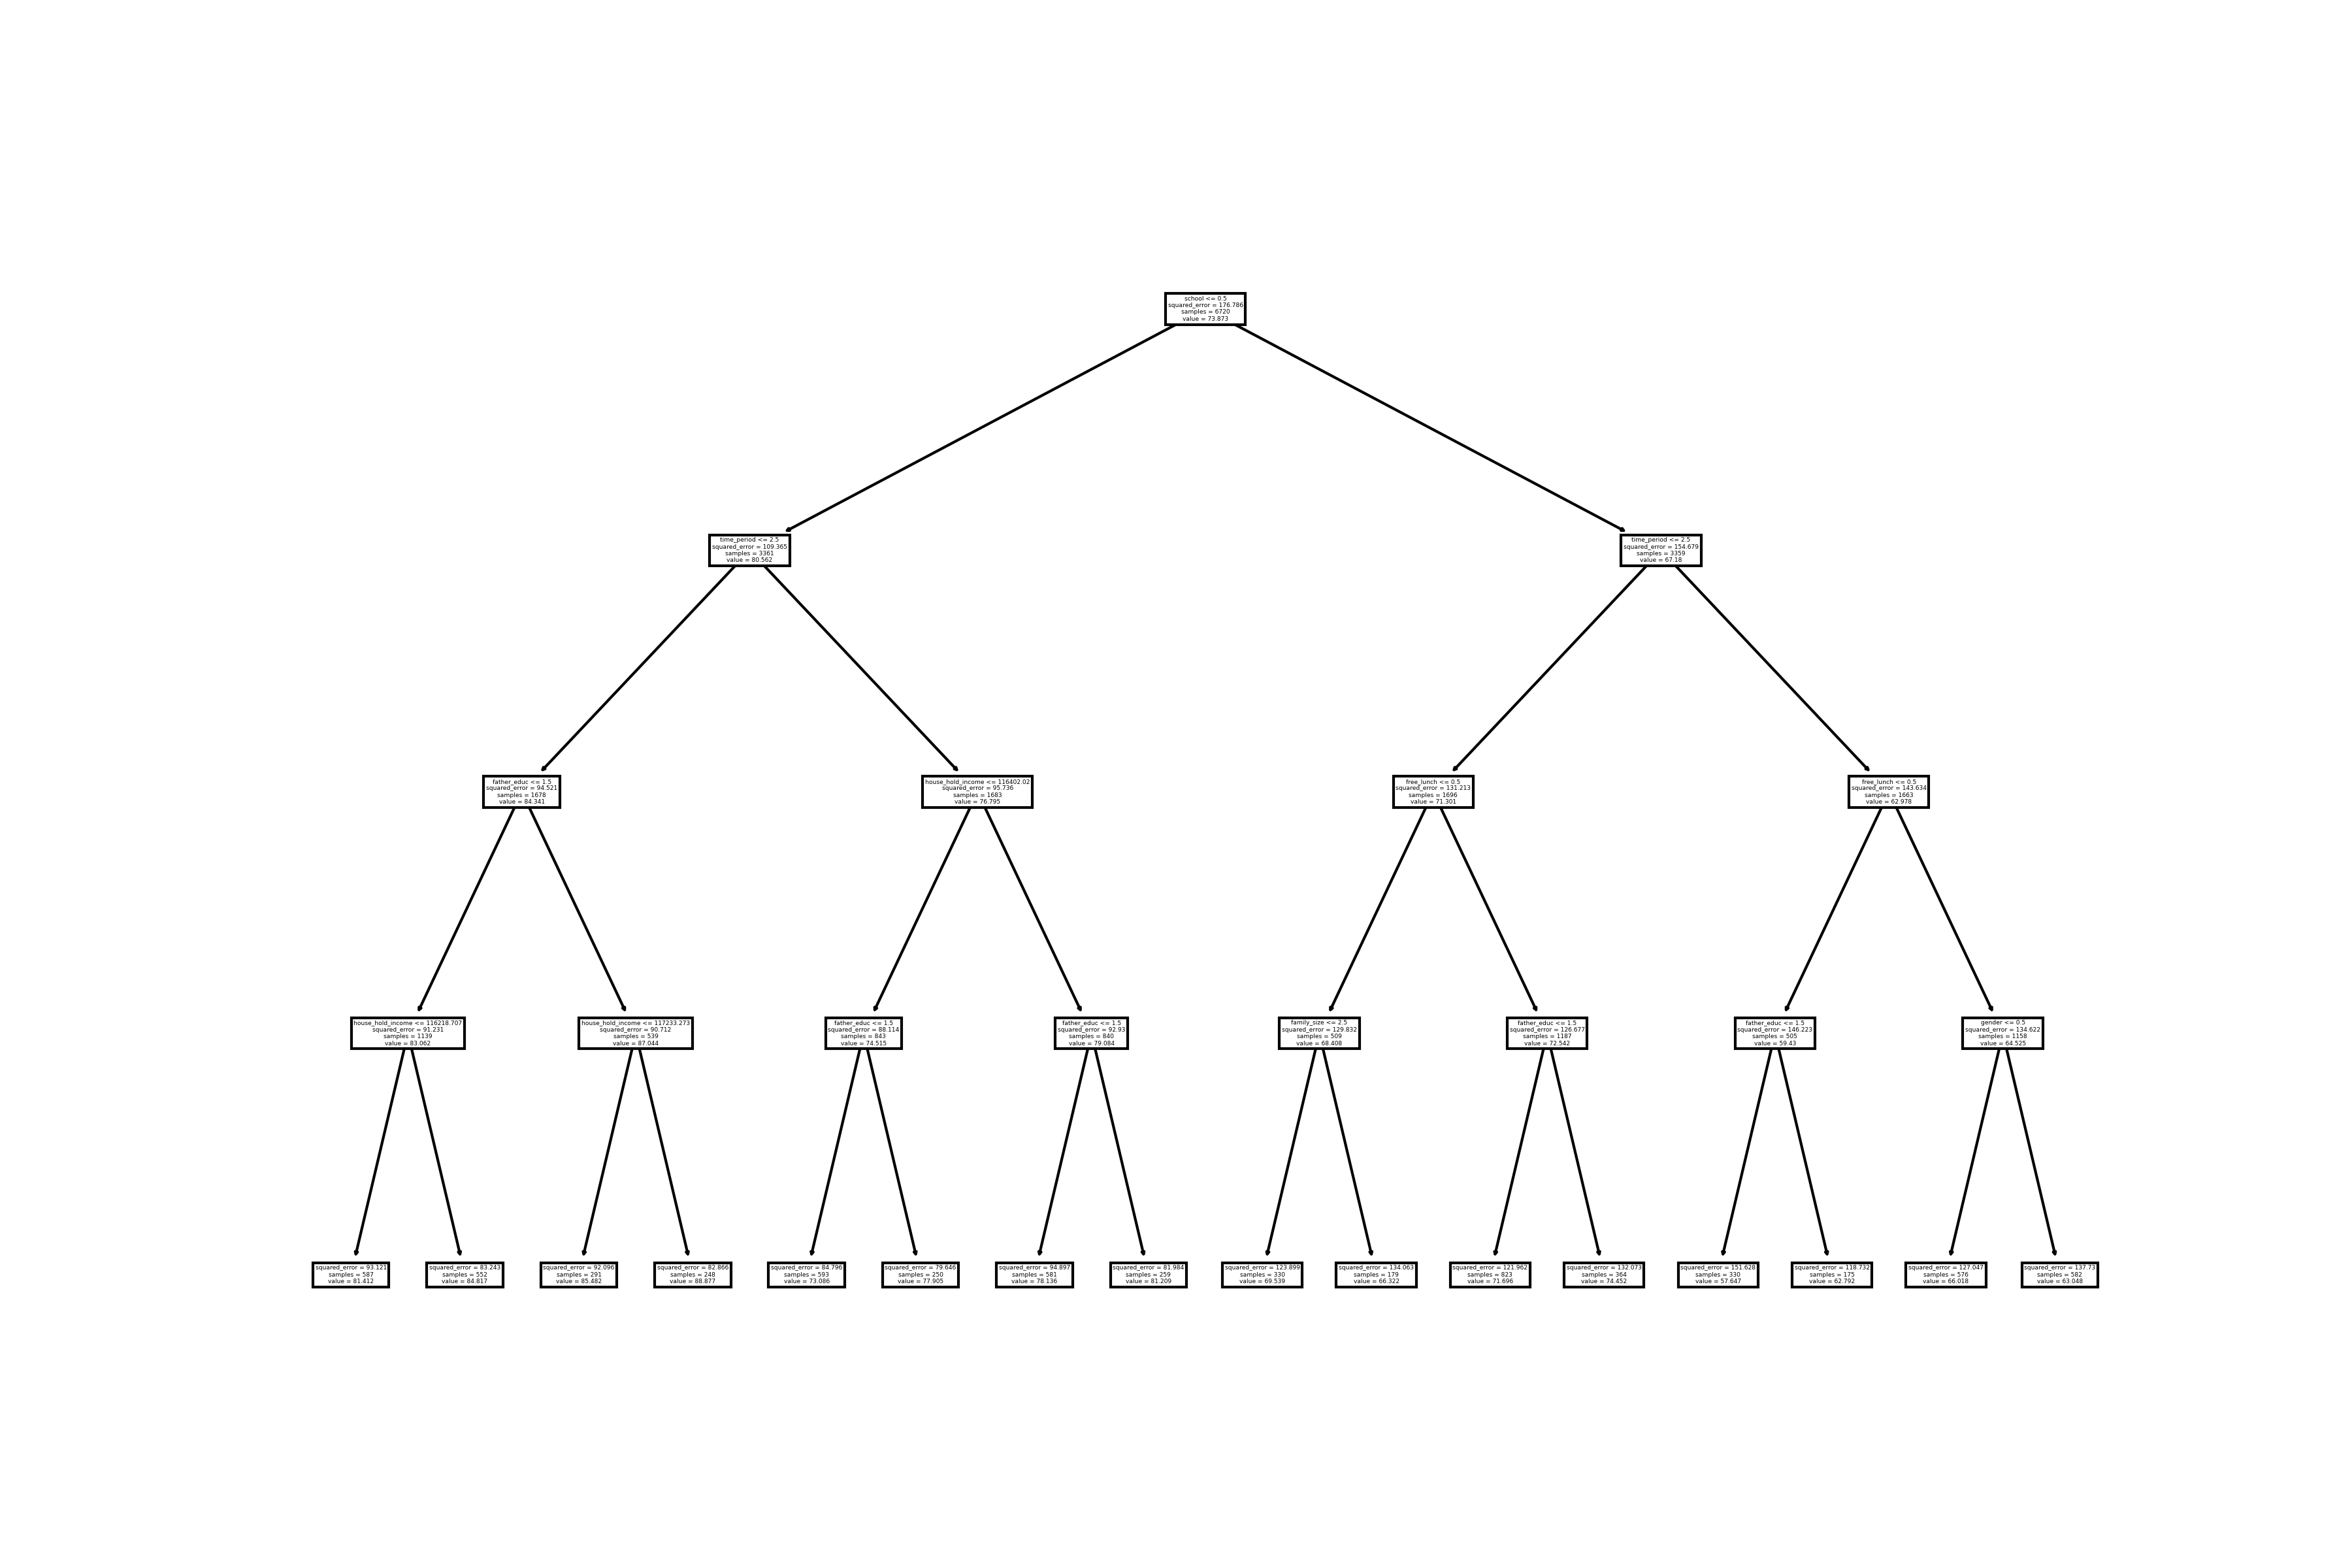 school <= 0.5
squared_error = 176.786
samples = 6720
value = 73.873
time_period <= 2.5
squared_error = 109.365
samples = 3361
value = 80.562
time_period <= 2.5
squared_error = 154.679
samples = 3359
value = 67.18
father_educ <= 1.5
squared_error = 94.521
samples = 1678
value = 84.341
house_hold_income <= 116402.02
squared_error = 95.736
samples = 1683
value = 76.795
free_lunch <= 0.5
squared_error = 131.213
samples = 1696
value = 71.301
free_lunch <= 0.5
squared_error = 143.634
samples = 1663
value = 62.978
house_hold_income <= 116218.707
squared_error = 91.231
samples = 1139
value = 83.062
house_hold_income <= 117233.273
squared_error = 90.712
samples = 539
value = 87.044
father_educ <= 1.5
squared_error = 88.114
samples = 843
value = 74.515
father_educ <= 1.5
squared_error = 92.93
samples = 840
value = 79.084
family_size <= 2.5
squared_error = 129.832
samples = 509
value = 68.408
father_educ <= 1.5
squared_error = 126.677
samples = 1187
value = 72.542
father_educ <= 1.5
squared_error = 146.223
samples = 505
value = 59.43
gender <= 0.5
squared_error = 134.622
samples = 1158
value = 64.525
squared_error = 93.121
samples = 587
value = 81.412
squared_error = 83.243
samples = 552
value = 84.817
squared_error = 92.096
samples = 291
value = 85.482
squared_error = 82.866
samples = 248
value = 88.877
squared_error = 84.796
samples = 593
value = 73.086
squared_error = 79.646
samples = 250
value = 77.905
squared_error = 94.897
samples = 581
value = 78.136
squared_error = 81.984
samples = 259
value = 81.209
squared_error = 123.899
samples = 330
value = 69.539
squared_error = 134.063
samples = 179
value = 66.322
squared_error = 121.962
samples = 823
value = 71.696
squared_error = 132.073
samples = 364
value = 74.452
squared_error = 151.628
samples = 330
value = 57.647
squared_error = 118.732
samples = 175
value = 62.792
squared_error = 127.047
samples = 576
value = 66.018
squared_error = 137.73
samples = 582
value = 63.048